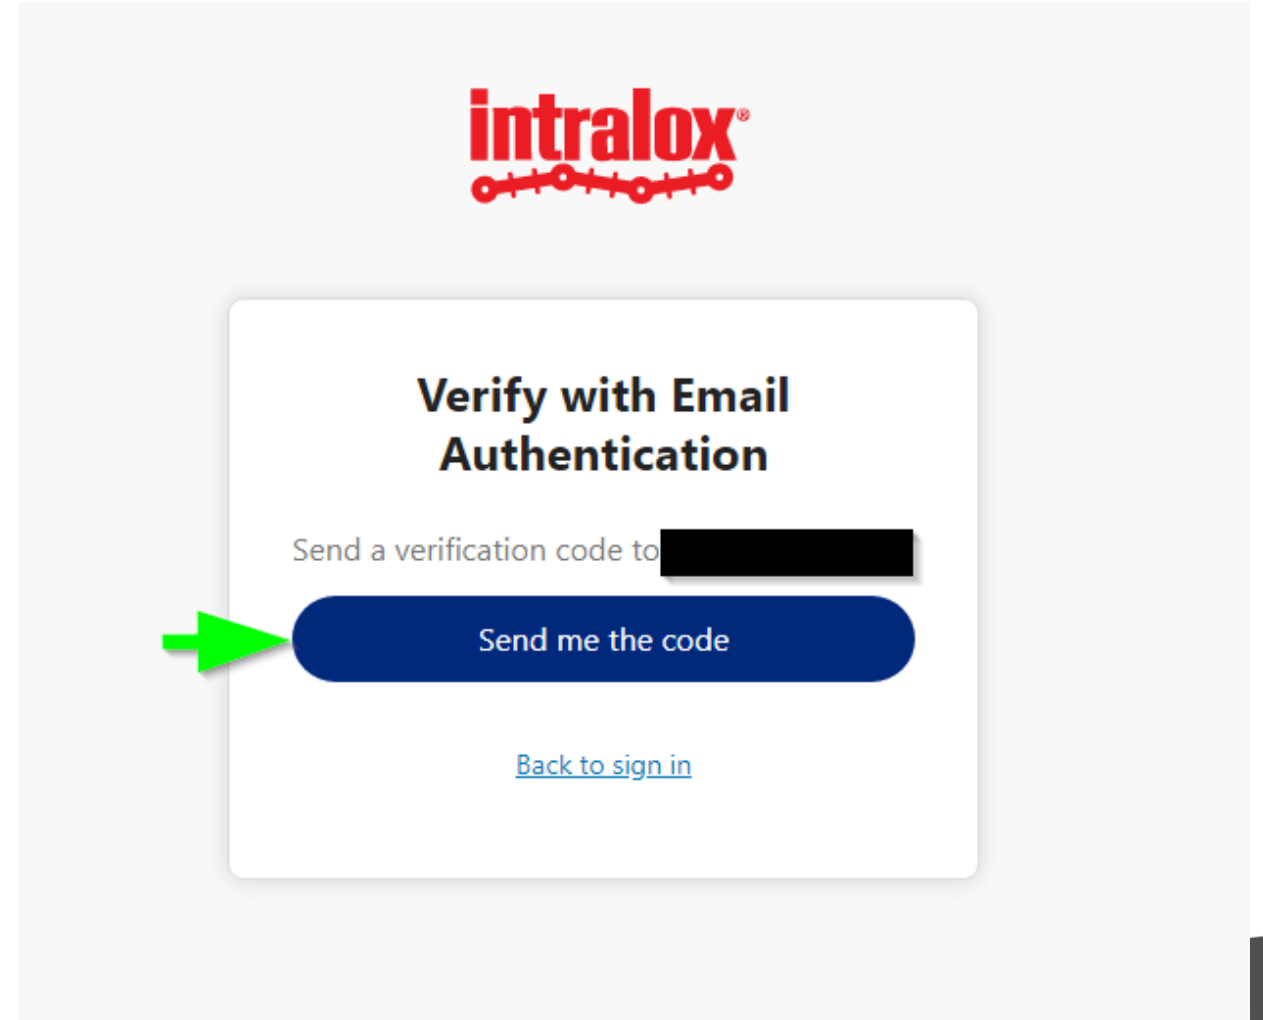 intralox®
Verify with Email
Authentication
Send a verification code to
Send me the code
Back to sign in